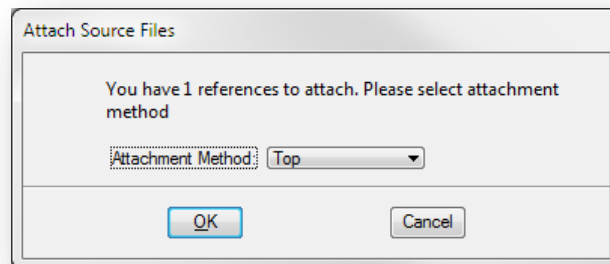 Attach Source Files
You have 1 references to attach. Please select attachment
method
Attachment Method: Top
OK Cancel